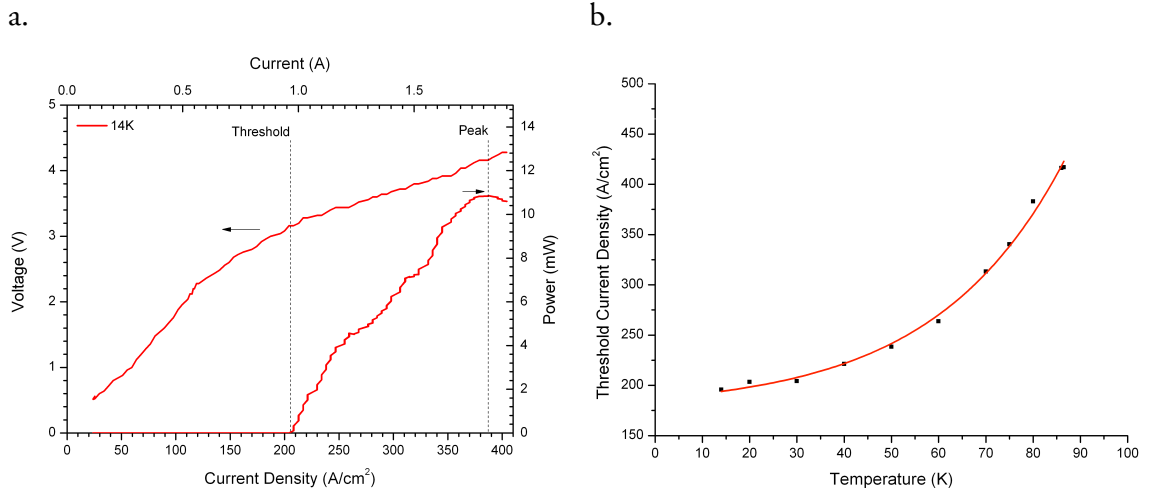 a.
Current (A)
0.0 0.5 1.0 1.5
14K
Threshold
Peak
5
4
3
2
1
0
Voltage (V)
14
12
10
8
6
4
2
0
Power (mW)
0 50 100 150 200 250 300 350 400
Current Density (A/cm²)
b.
500
450
400
350
300
250
200
150
Threshold Current Density (A/cm²)
0 10 20 30 40 50 60 70 80 90 100
Temperature (K)